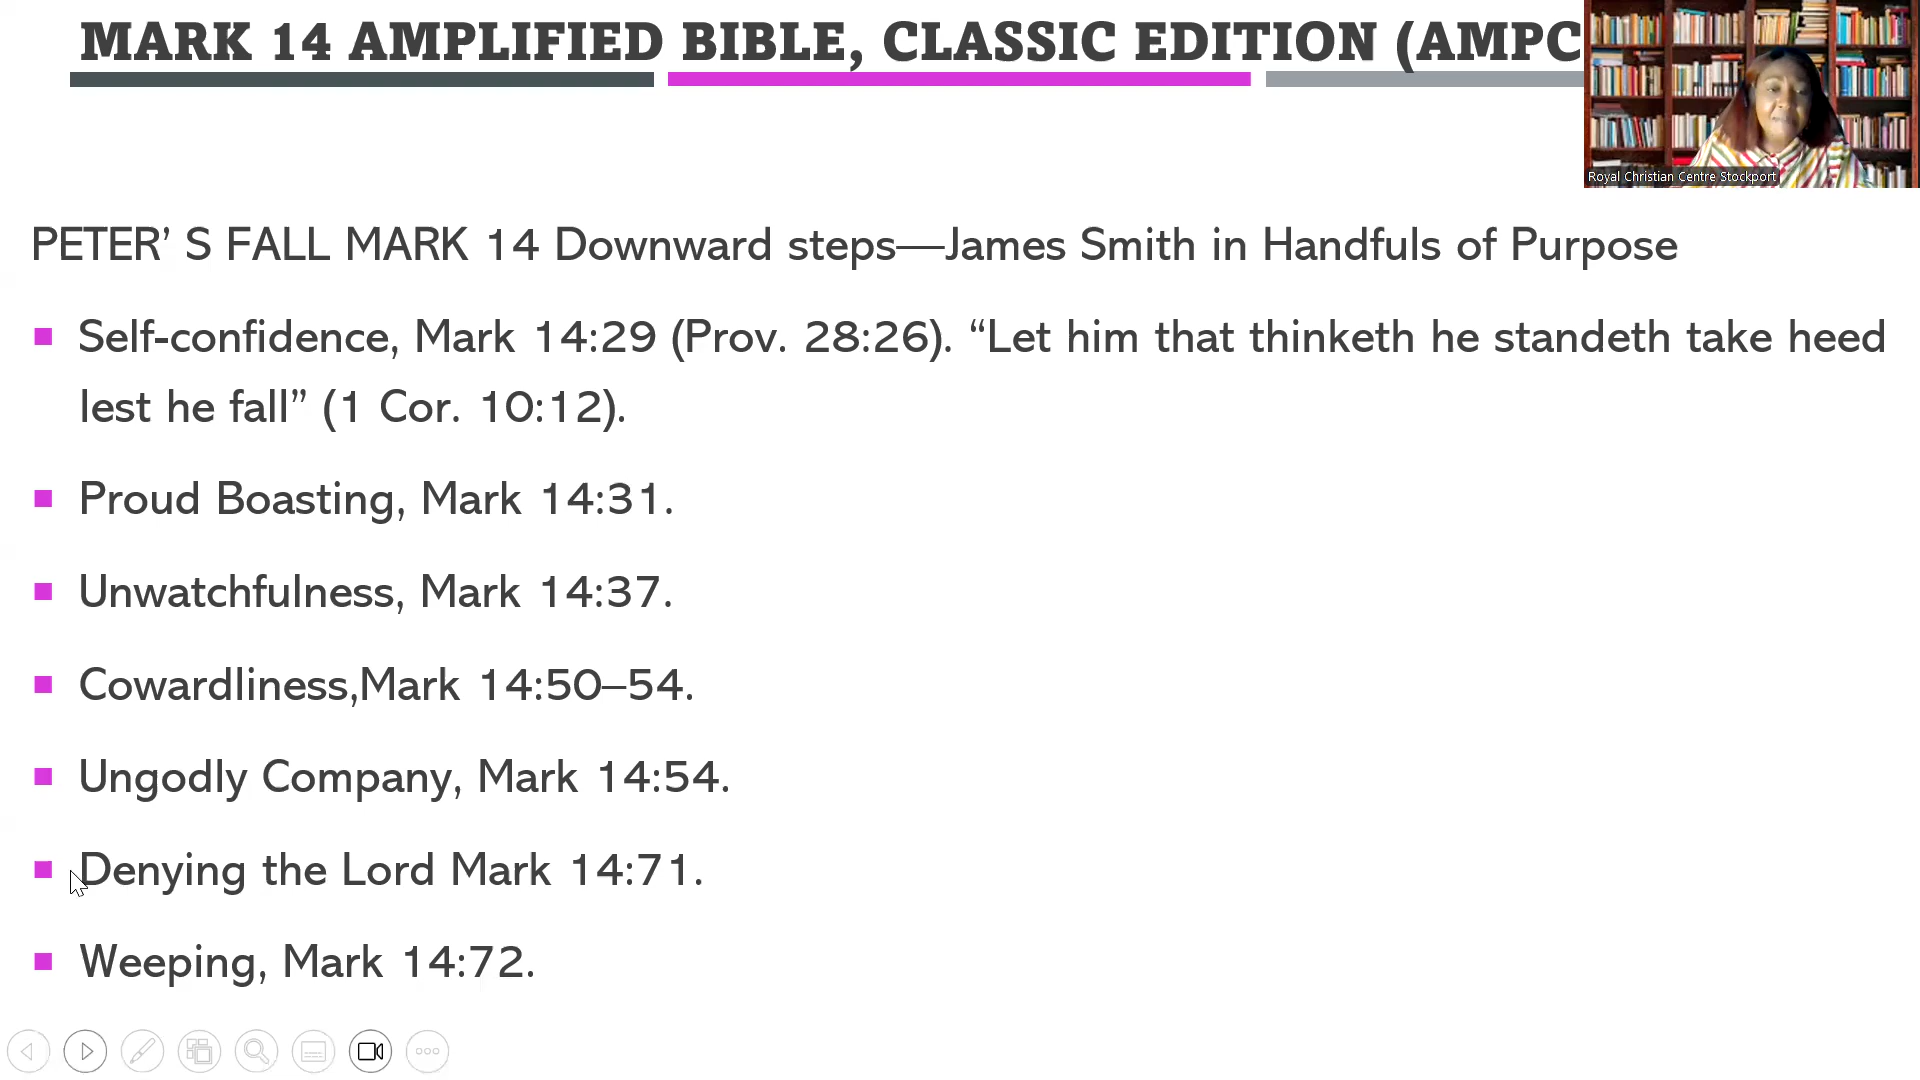 MARK 14 AMPLIFIED BIBLE, CLASSIC EDITION (AMPC
Royal Christian Centre Stockport
PETER’ S FALL MARK 14 Downward steps—James Smith in Handfuls of Purpose
Self-confidence, Mark 14:29 (Prov. 28:26). “Let him that thinketh he standeth take heed
lest he fall” (1 Cor. 10:12).
Proud Boasting, Mark 14:31.
Unwatchfulness, Mark 14:37.
Cowardliness,Mark 14:50–54.
Ungodly Company, Mark 14:54.
Denying the Lord Mark 14:71.
Weeping, Mark 14:72.